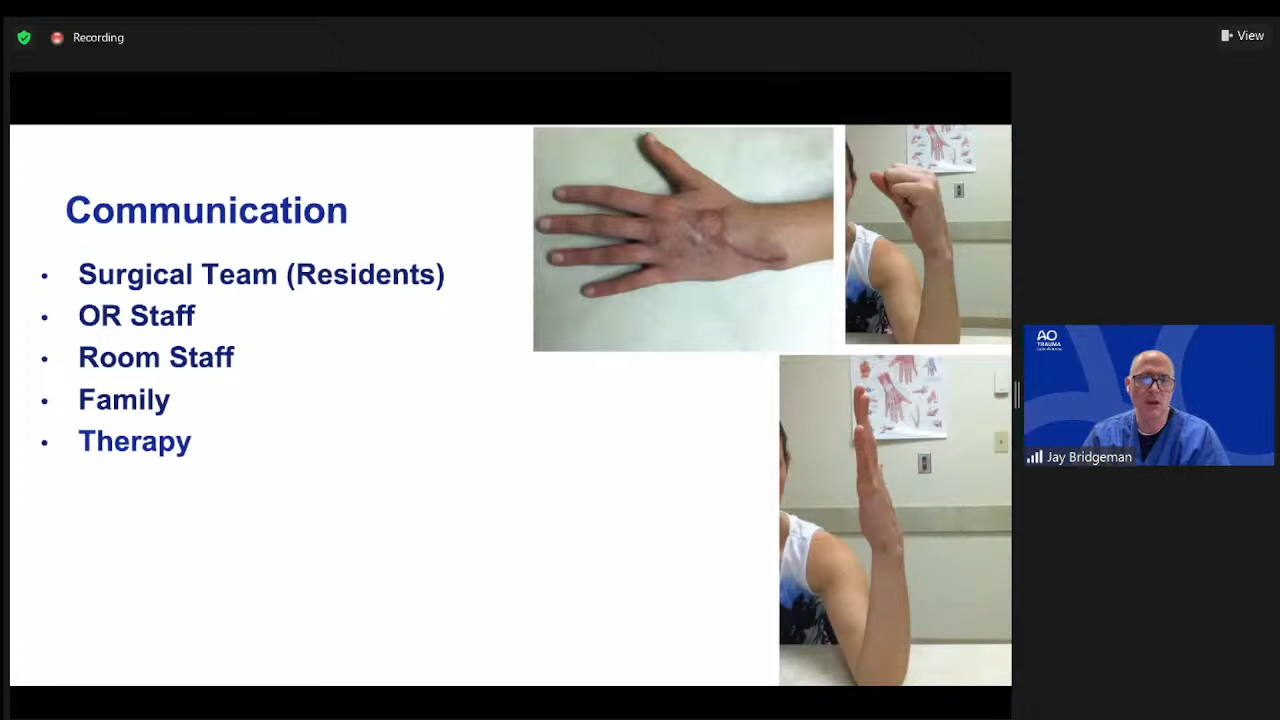 Recording
View
Communication
• Surgical Team (Residents)
• OR Staff
• Room Staff
• Family
• Therapy
AO
TRAUMA
Jay Bridgeman